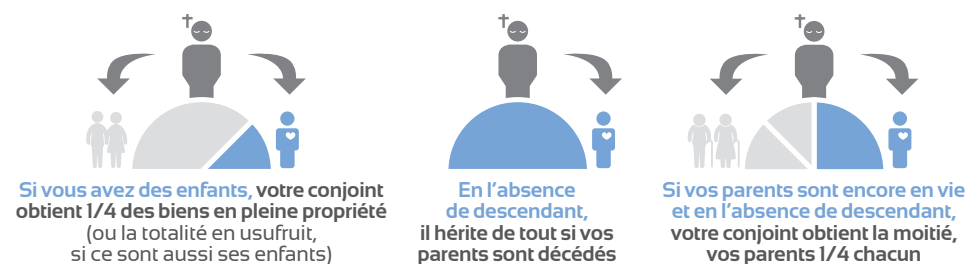 Si vous avez des enfants, votre conjoint
obtient 1/4 des biens en pleine propriété
(ou la totalité en usufruit,
si ce sont aussi ses enfants)
En l'absence
de descendant,
il hérite de tout si vos
parents sont décédés
Si vos parents sont encore en vie
et en l'absence de descendant,
votre conjoint obtient la moitié,
vos parents 1/4 chacun